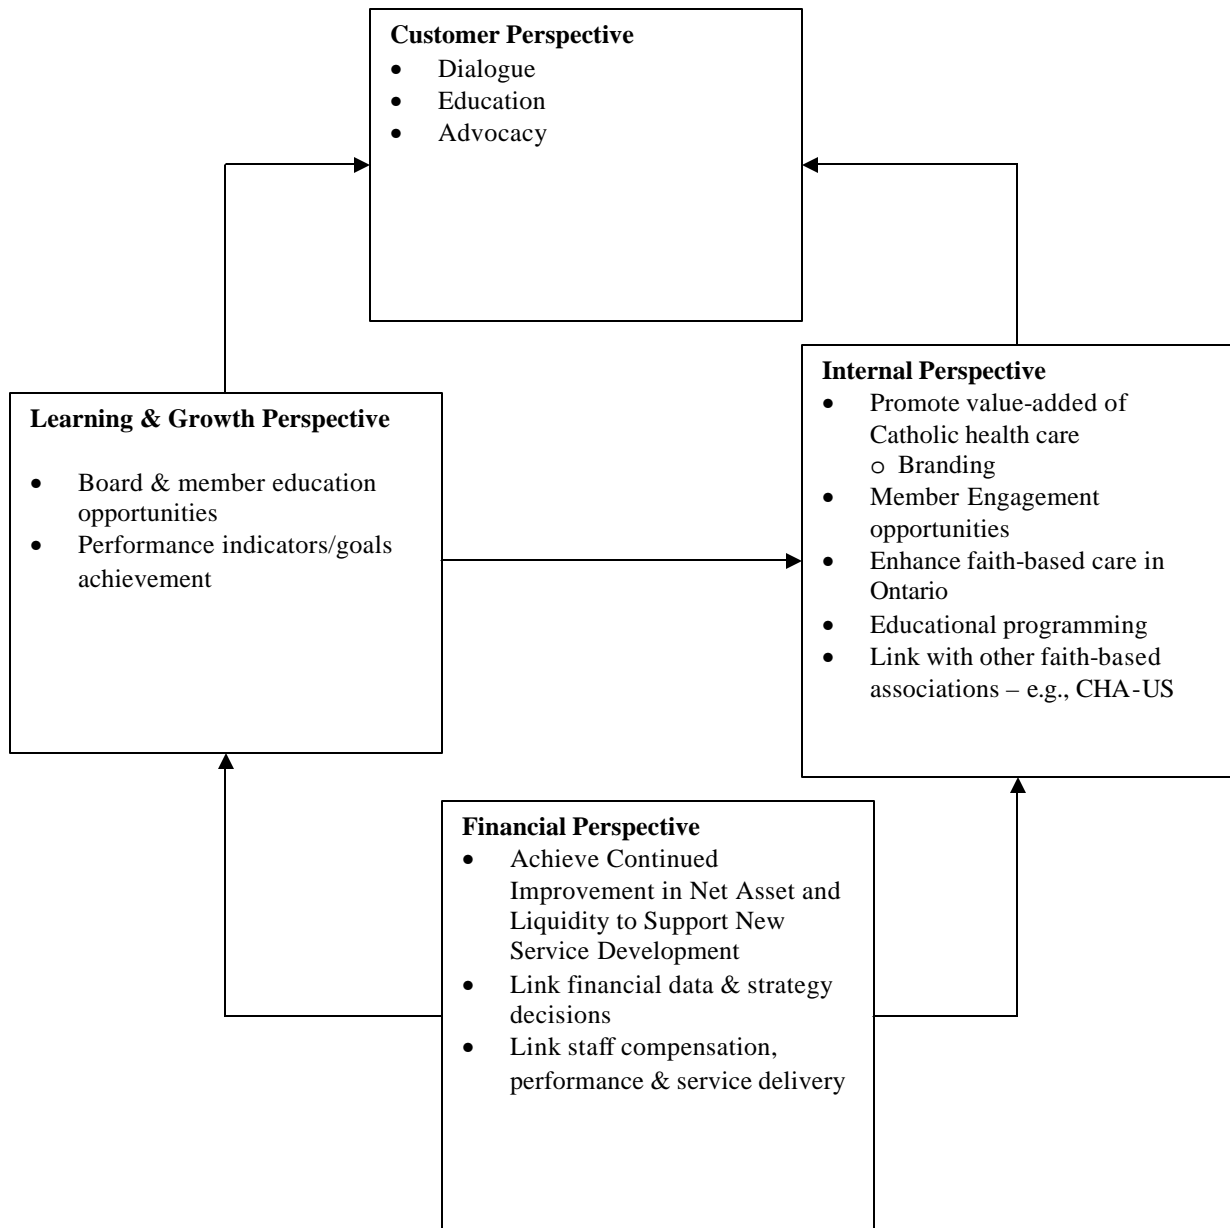 Customer Perspective
• Dialogue
• Education
• Advocacy
Learning & Growth Perspective
• Board & member education
opportunities
• Performance indicators/goals
achievement
Internal Perspective
• Promote value-added of
Catholic health care
o Branding
• Member Engagement
opportunities
• Enhance faith-based care in
Ontario
• Educational programming
• Link with other faith-based
associations – e.g., CHA-US
Financial Perspective
• Achieve Continued
Improvement in Net Asset and
Liquidity to Support New
Service Development
• Link financial data & strategy
decisions
• Link staff compensation,
performance & service delivery